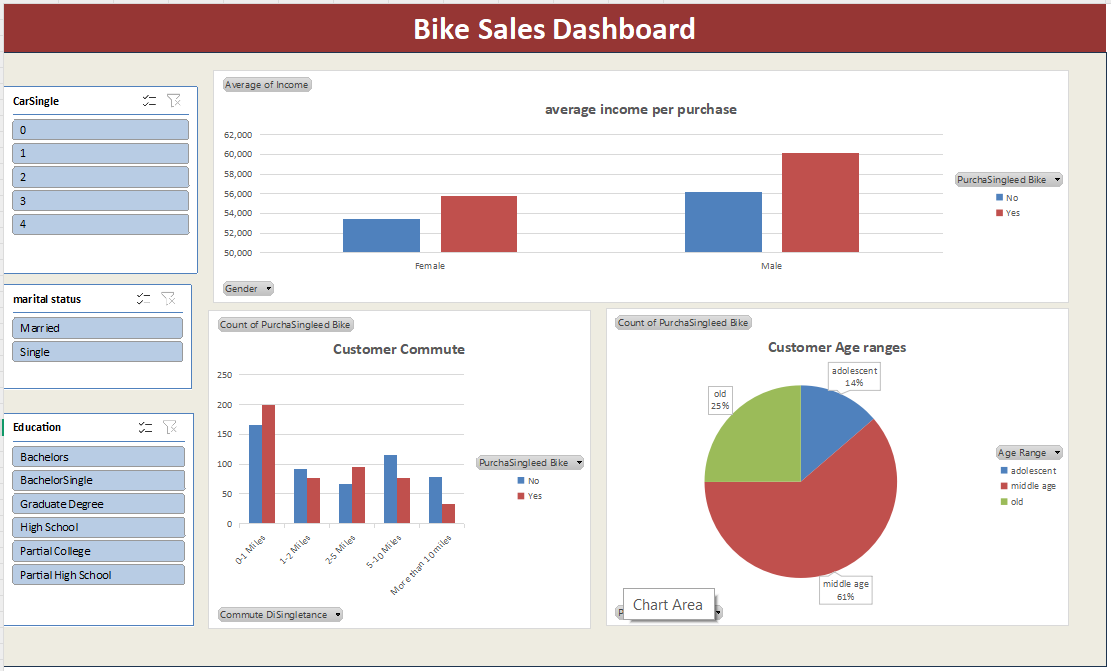 Bike Sales Dashboard
CarSingle
0
1
2
3
4
marital status
Married
Single
Education
Bachelors
BachelorSingle
Graduate Degree
High School
Partial College
Partial High School
Average of Income
average income per purchase
62,000
60,000
58,000
56,000
54,000
52,000
50,000
Female
Male
PurchaSingleed Bike
No
Yes
Gender
Count of PurchaSingleed Bike
Customer Commute
250
200
150
100
50
0
0-1 Miles
1-2 Miles
2-5 Miles
5-10 Miles
More than 10 miles
PurchaSingleed Bike
No
Yes
Commute DiSingletance
Count of PurchaSingleed Bike
Customer Age ranges
adolescent
14%
old
25%
middle age
61%
Age Range
adolescent
middle age
old
Chart Area